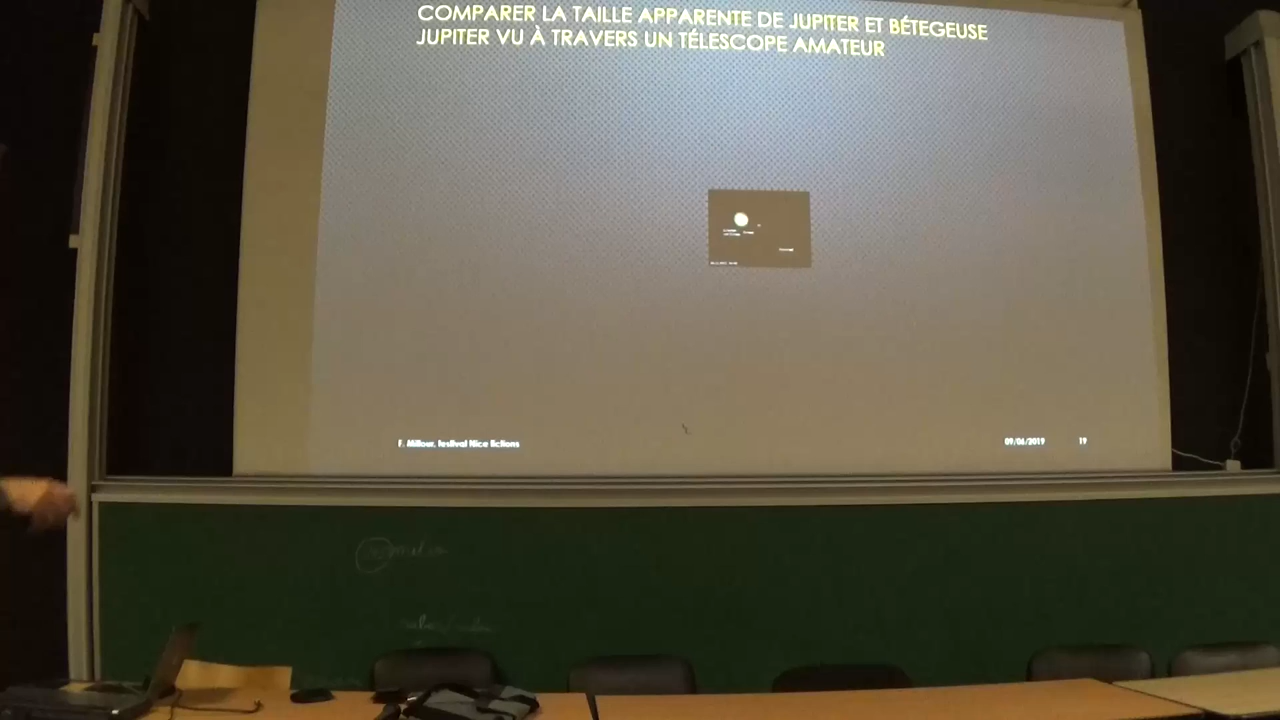 COMPARER LA TAILLE APPARENTE DE JUPITER ET BÉTEGEUSE
JUPITER VU À TRAVERS UN TÉLESCOPE AMATEUR
F. Millour, festival Nice fictions
09/06/2019
19